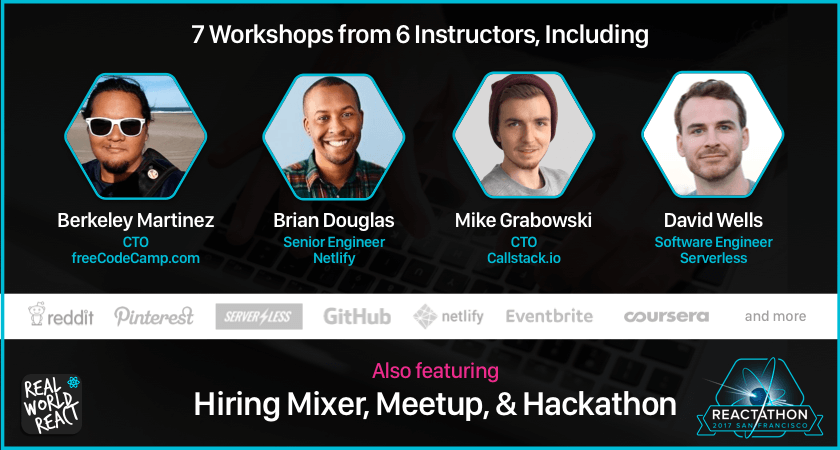 7 Workshops from 6 Instructors, Including
Berkeley Martinez
CTO
freeCodeCamp.com
Brian Douglas
Senior Engineer
Netlify
Mike Grabowski
CTO
Callstack.io
David Wells
Software Engineer
Serverless
reddit
Pinterest
SERVERLESS
GitHub
netlify
Eventbrite
coursera
and more
Also featuring
Hiring Mixer, Meetup, & Hackathon
REAL
WORLD
REACT
REACTATHON
2017 SAN FRANCISCO